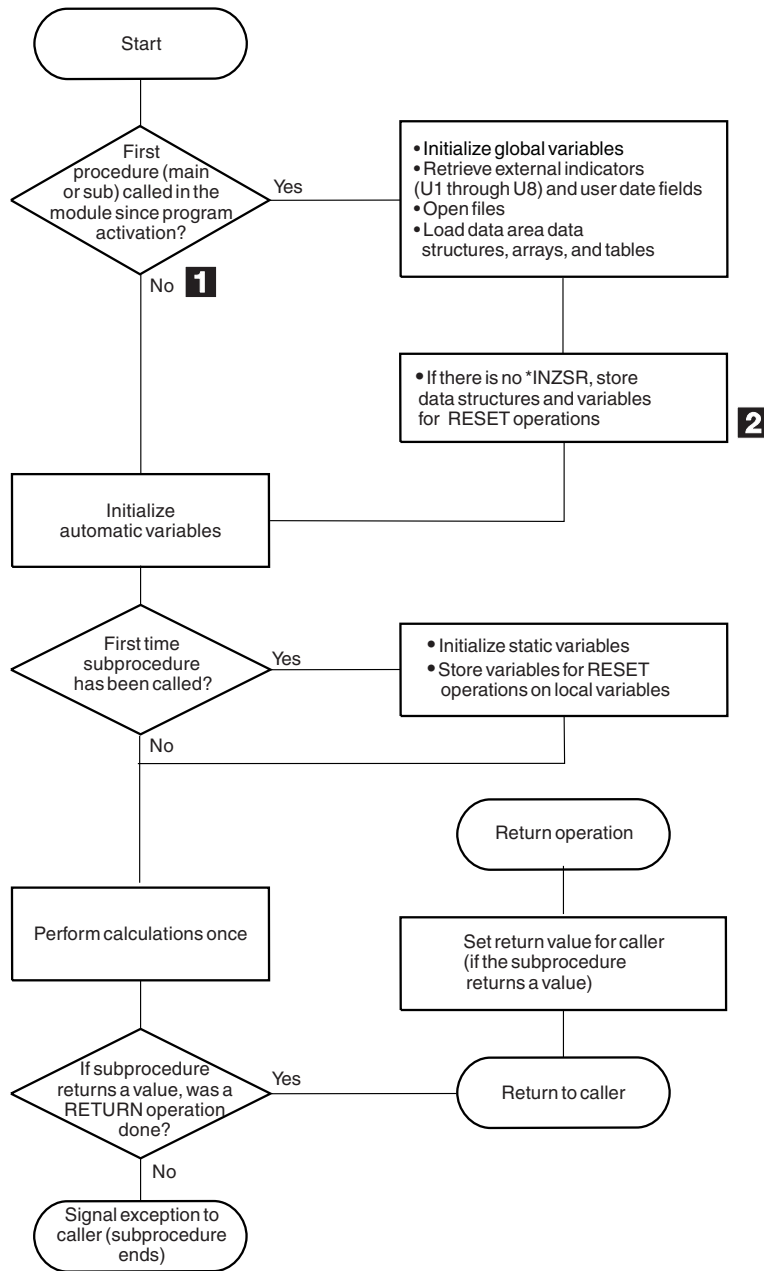 Start
First
procedure (main
or sub) called in the
module since program
activation?
Yes
• Initialize global variables
• Retrieve external indicators
(U1 through U8) and user date fields
• Open files
• Load data area data
structures, arrays, and tables
No 1
• If there is no *INZSR, store
data structures and variables
for RESET operations
2
Initialize
automatic variables
First time
subprocedure
has been called?
Yes
• Initialize static variables
• Store variables for RESET
operations on local variables
No
Return operation
Perform calculations once
Set return value for caller
(if the subprocedure
returns a value)
If subprocedure
returns a value, was a
RETURN operation
done?
Yes
Return to caller
No
Signal exception to
caller (subprocedure
ends)